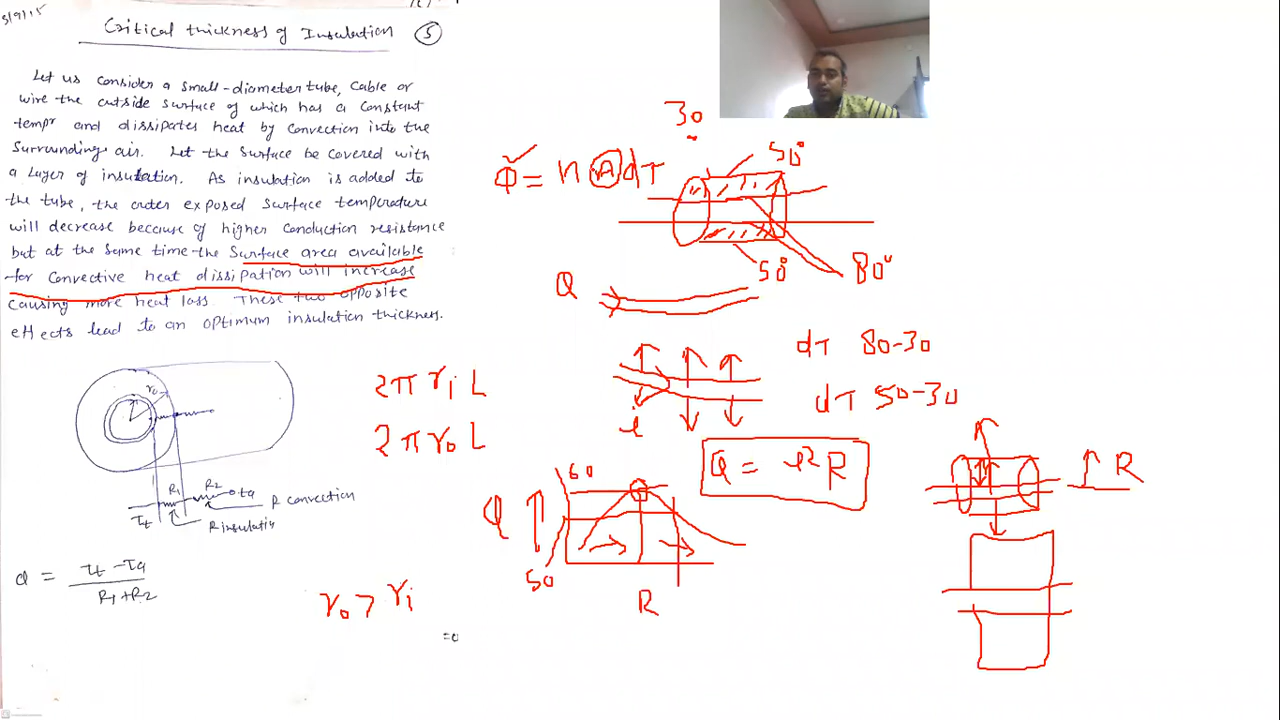 5/9/15
Critical thickness of Insulation 5
Let us consider a small-diameter tube, Cable or
wire the outside surface of which has a constant
tempr and dissipates heat by convection into the
Surrounding air. Let the surface be covered with
a layer of insulation. As insulation is added to
the tube, the outer exposed surface temperature
will decrease because of higher conduction resistance
but at the same time the surface area available
for convective heat dissipation will increase
causing more heat loss. These two opposite
effects lead to an optimum insulation thickness.
r₀
R₁ R₂ ta
R convection
Tt
R insulatin
Q = Tt - Ta
R₁+R₂
2π rᵢ L
2π r₀ L
r₀ > rᵢ
=0
30
Φ = h A dT
50°
50°
80°
Q
dT 80-30
dT 50-30
i
Q = i² R
60
Q
50
R
R